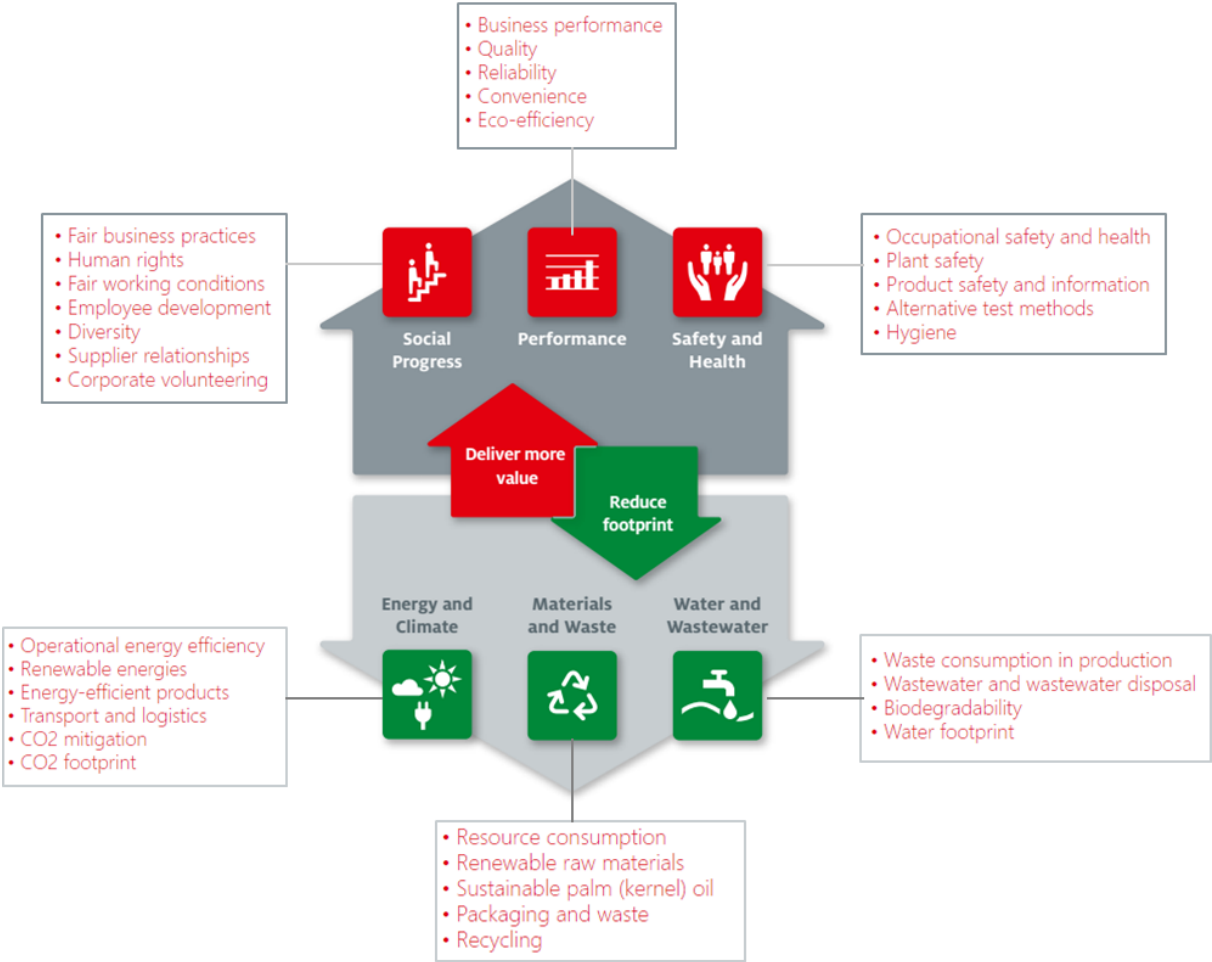 • Business performance
• Quality
• Reliability
• Convenience
• Eco-efficiency
• Fair business practices
• Human rights
• Fair working conditions
• Employee development
• Diversity
• Supplier relationships
• Corporate volunteering
Social
Progress
Performance
Safety and
Health
• Occupational safety and health
• Plant safety
• Product safety and information
• Alternative test methods
• Hygiene
Deliver more
value
Reduce
footprint
Energy and
Climate
Materials
and Waste
Water and
Wastewater
• Operational energy efficiency
• Renewable energies
• Energy-efficient products
• Transport and logistics
• CO2 mitigation
• CO2 footprint
• Waste consumption in production
• Wastewater and wastewater disposal
• Biodegradability
• Water footprint
• Resource consumption
• Renewable raw materials
• Sustainable palm (kernel) oil
• Packaging and waste
• Recycling